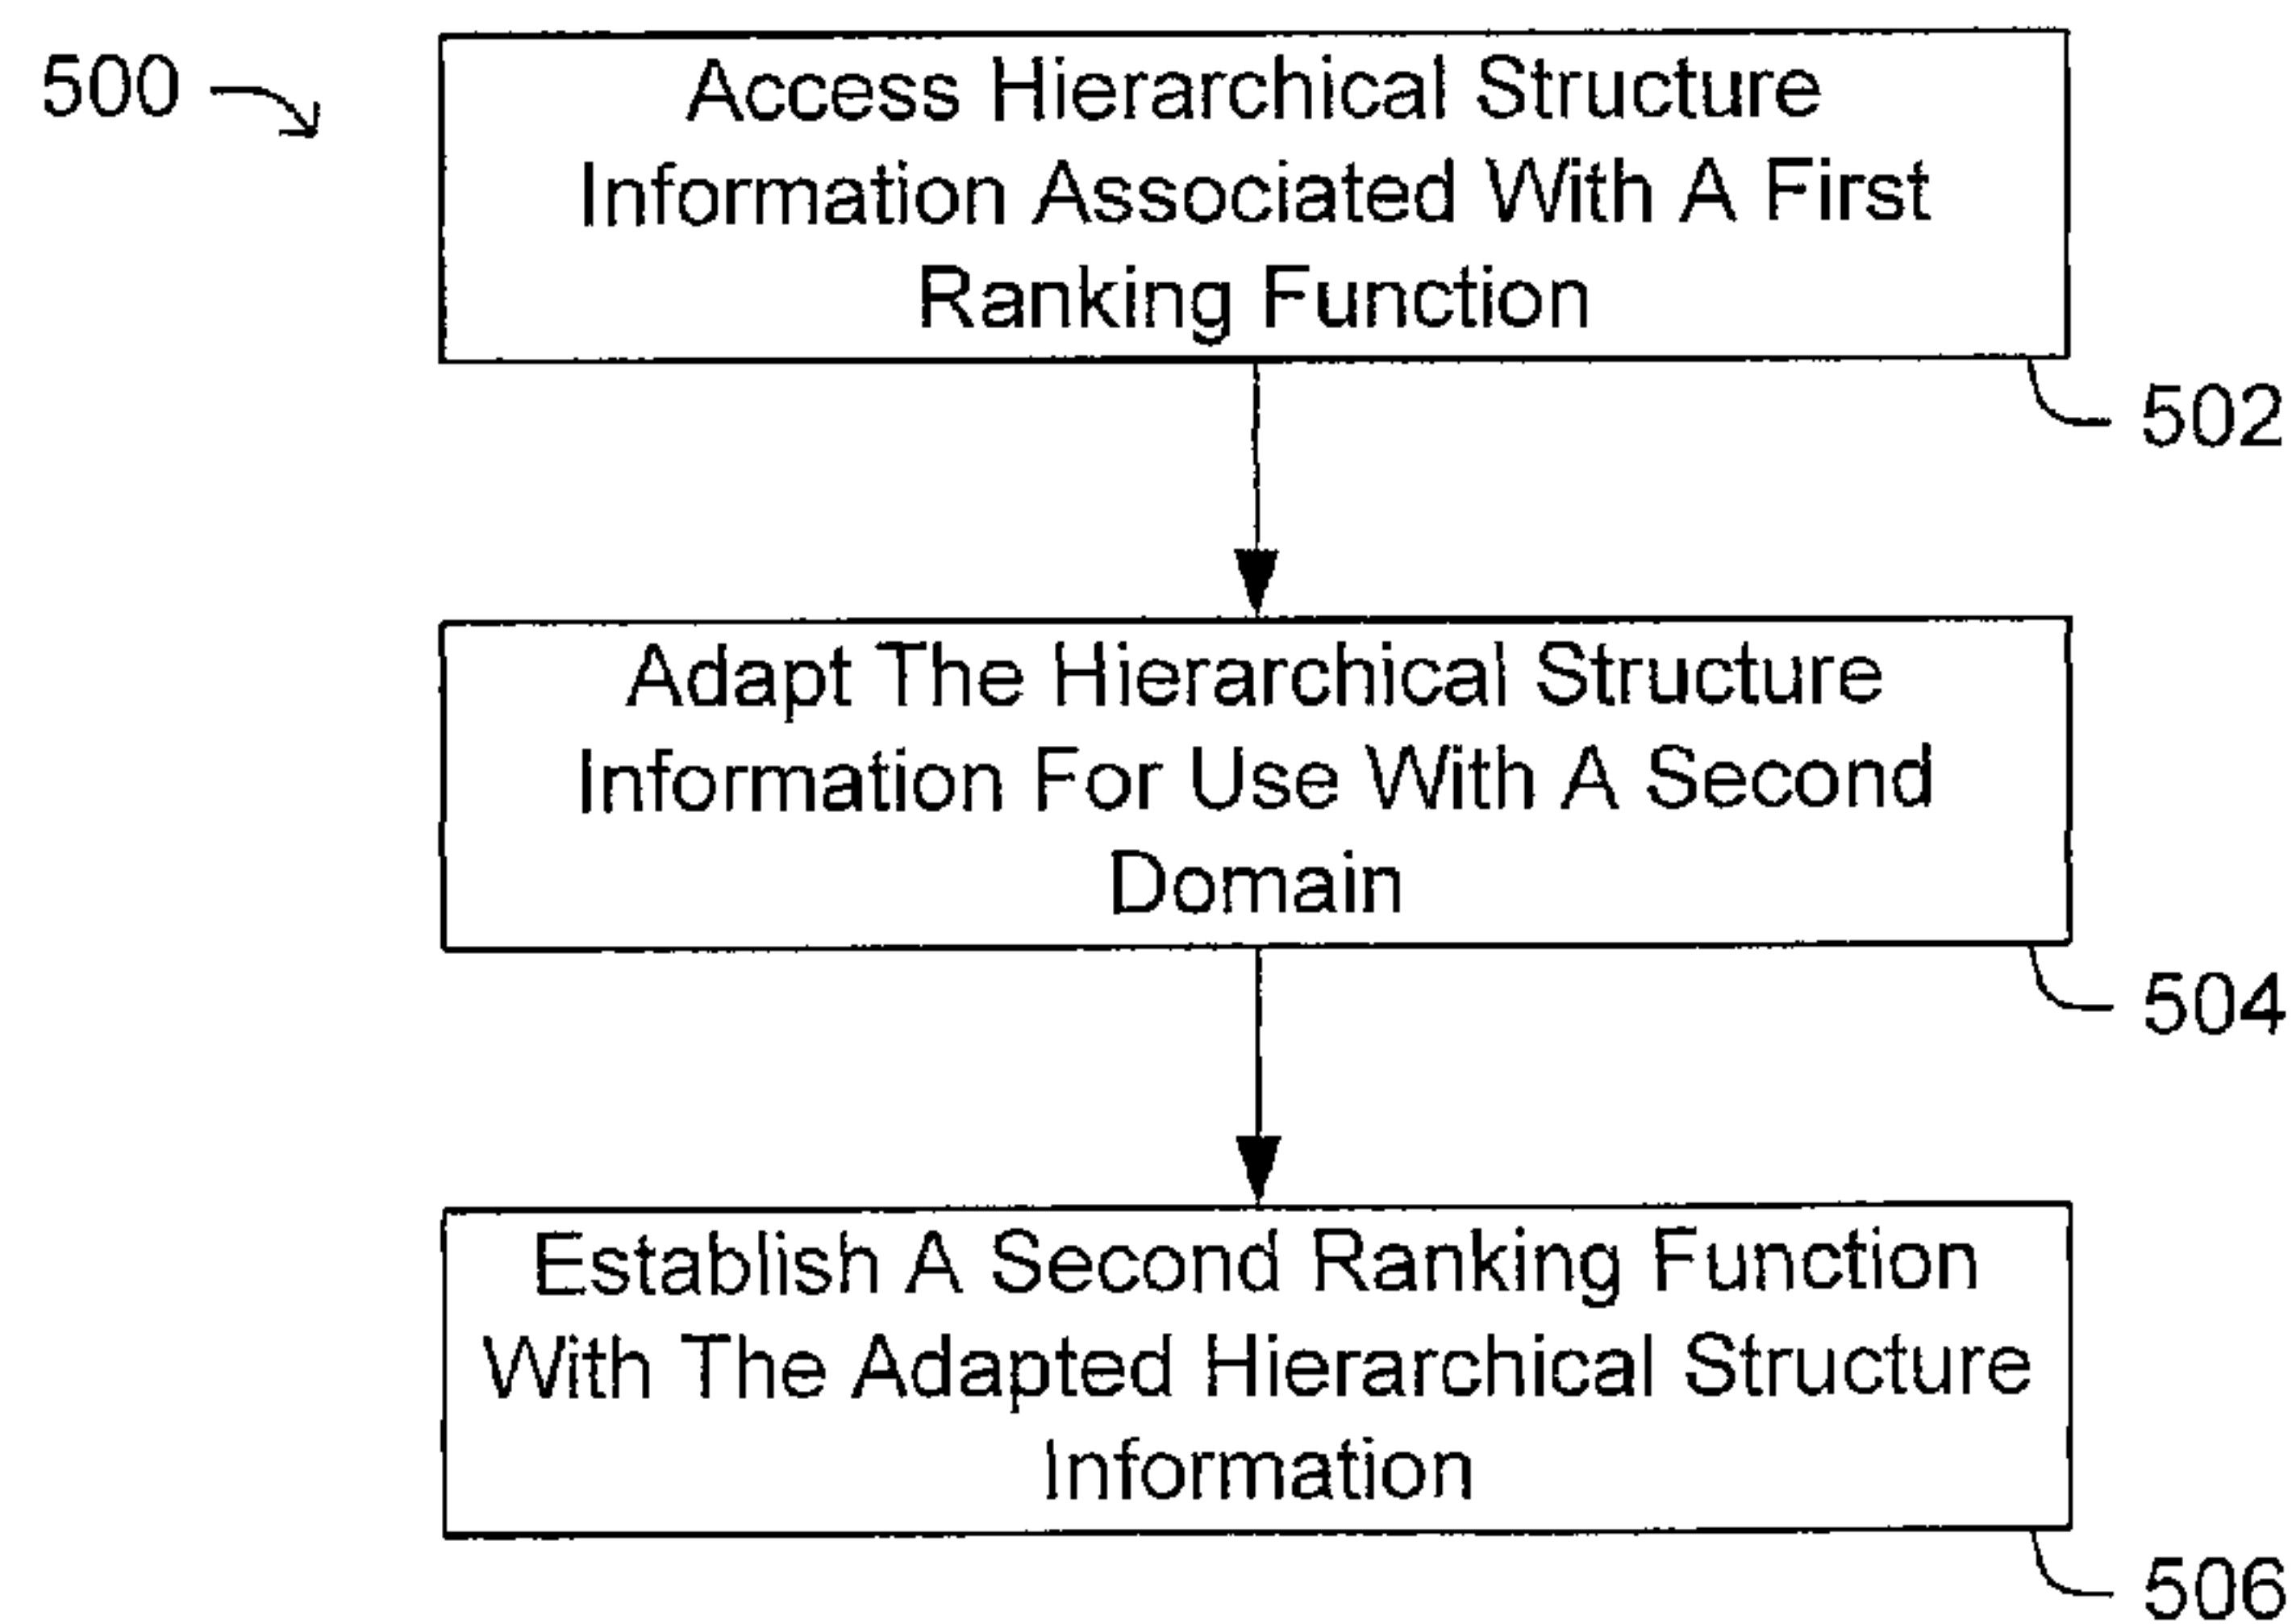 500
Access Hierarchical Structure
Information Associated With A First
Ranking Function
502
Adapt The Hierarchical Structure
Information For Use With A Second
Domain
504
Establish A Second Ranking Function
With The Adapted Hierarchical Structure
Information
506